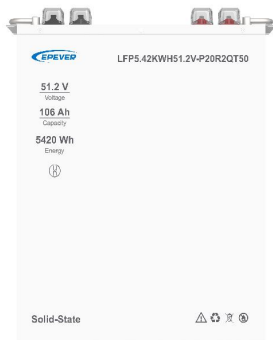 EPEVER
LFP5.42KWH51.2V-P20R2QT50
51.2 V
Voltage
106 Ah
Capacity
5420 Wh
Energy
Solid-State